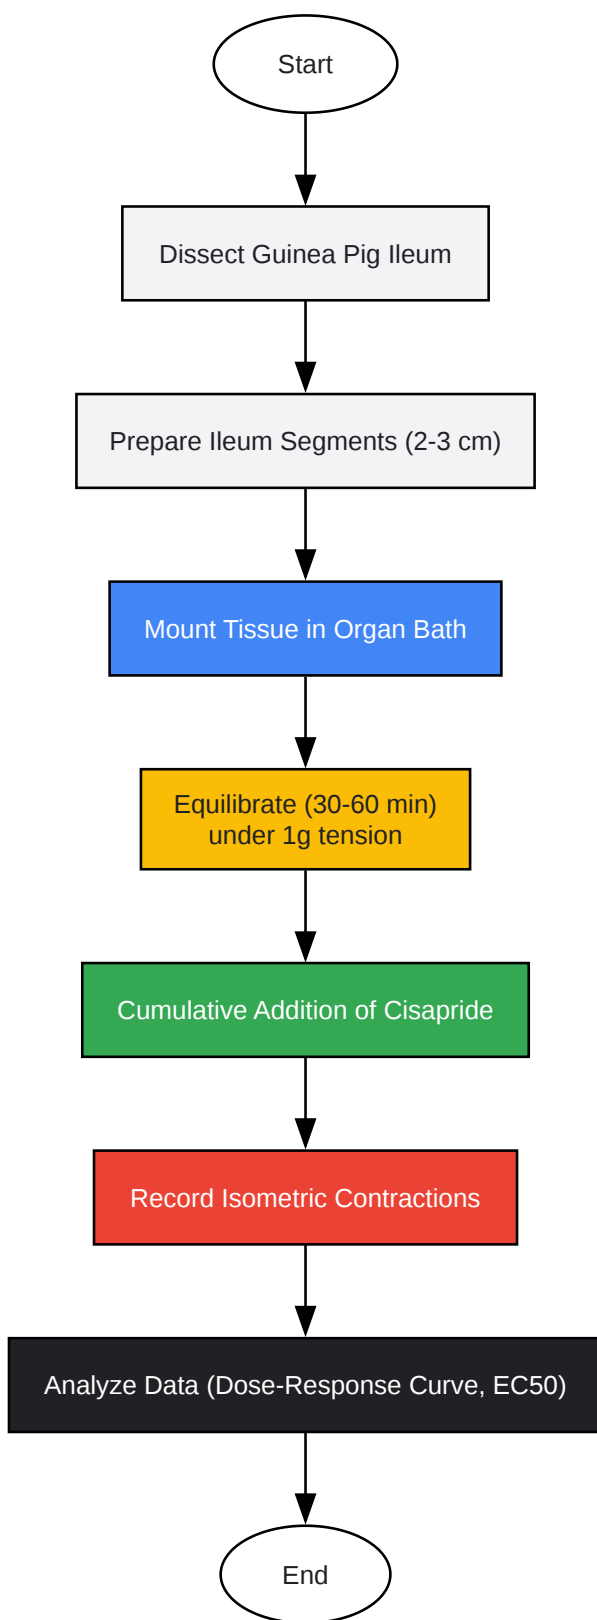 Start
Dissect Guinea Pig Ileum
Prepare Ileum Segments (2-3 cm)
Mount Tissue in Organ Bath
Equilibrate (30-60 min)
under 1g tension
Cumulative Addition of Cisapride
Record Isometric Contractions
Analyze Data (Dose-Response Curve, EC50)
End